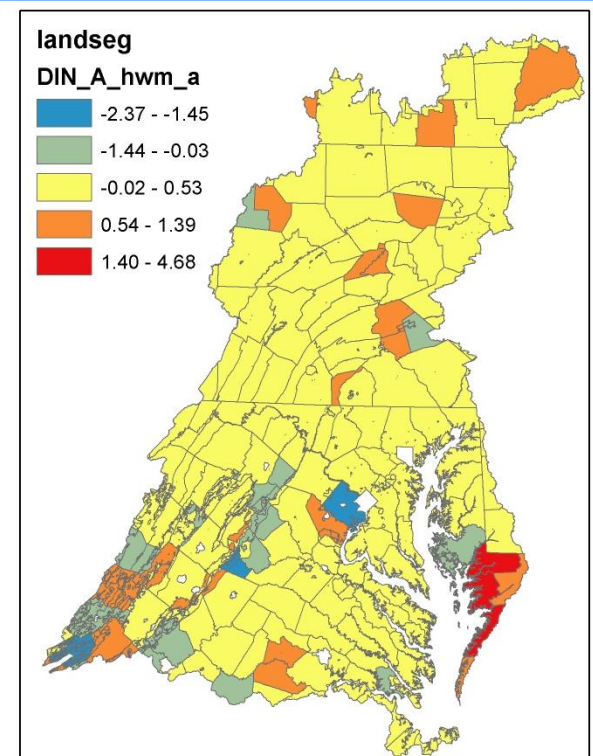 landseg
DIN_A_hwm_a
-2.37 - -1.45
-1.44 - -0.03
-0.02 - 0.53
0.54 - 1.39
1.40 - 4.68